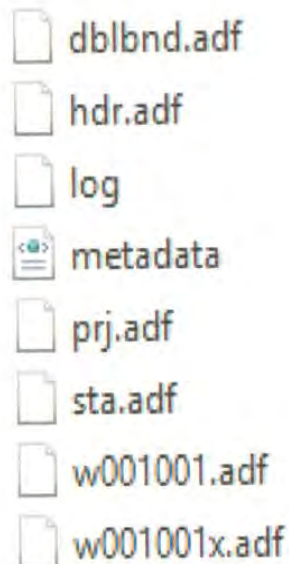 dblbnd.adf
hdr.adf
log
metadata
prj.adf
sta.adf
w001001.adf
w001001x.adf